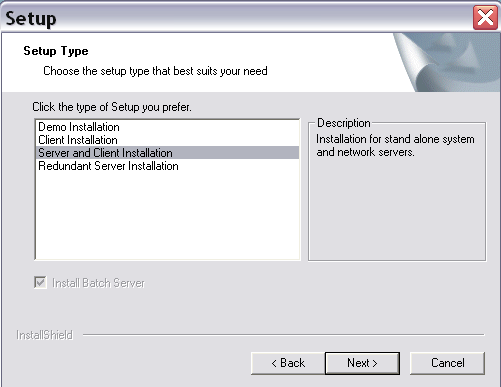 Setup
Setup Type
Choose the setup type that best suits your need
Click the type of Setup you prefer.
Demo Installation
Client Installation
Server and Client Installation
Redundant Server Installation
Description
Installation for stand alone system
and network servers.
Install Batch Server
InstallShield
< Back
Next >
Cancel